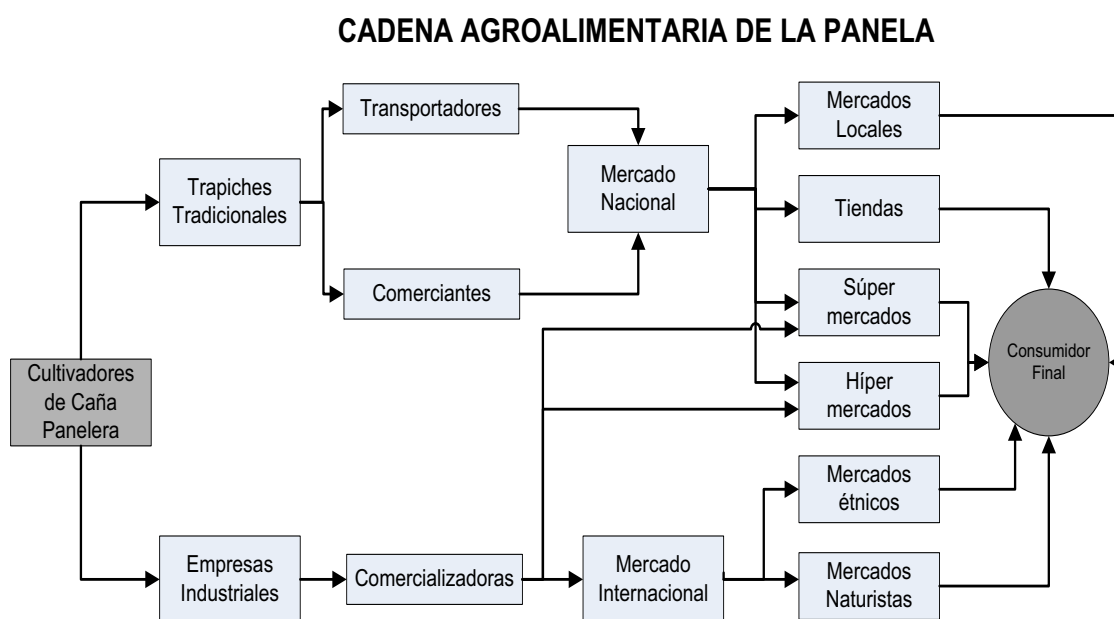 CADENA AGROALIMENTARIA DE LA PANELA
Transportadores
Mercados
Locales
Trapiches
Tradicionales
Mercado
Nacional
Tiendas
Comerciantes
Súper
mercados
Consumidor
Final
Cultivadores
de Caña
Panelera
Híper
mercados
Mercados
étnicos
Empresas
Industriales
Comercializadoras
Mercado
Internacional
Mercados
Naturistas